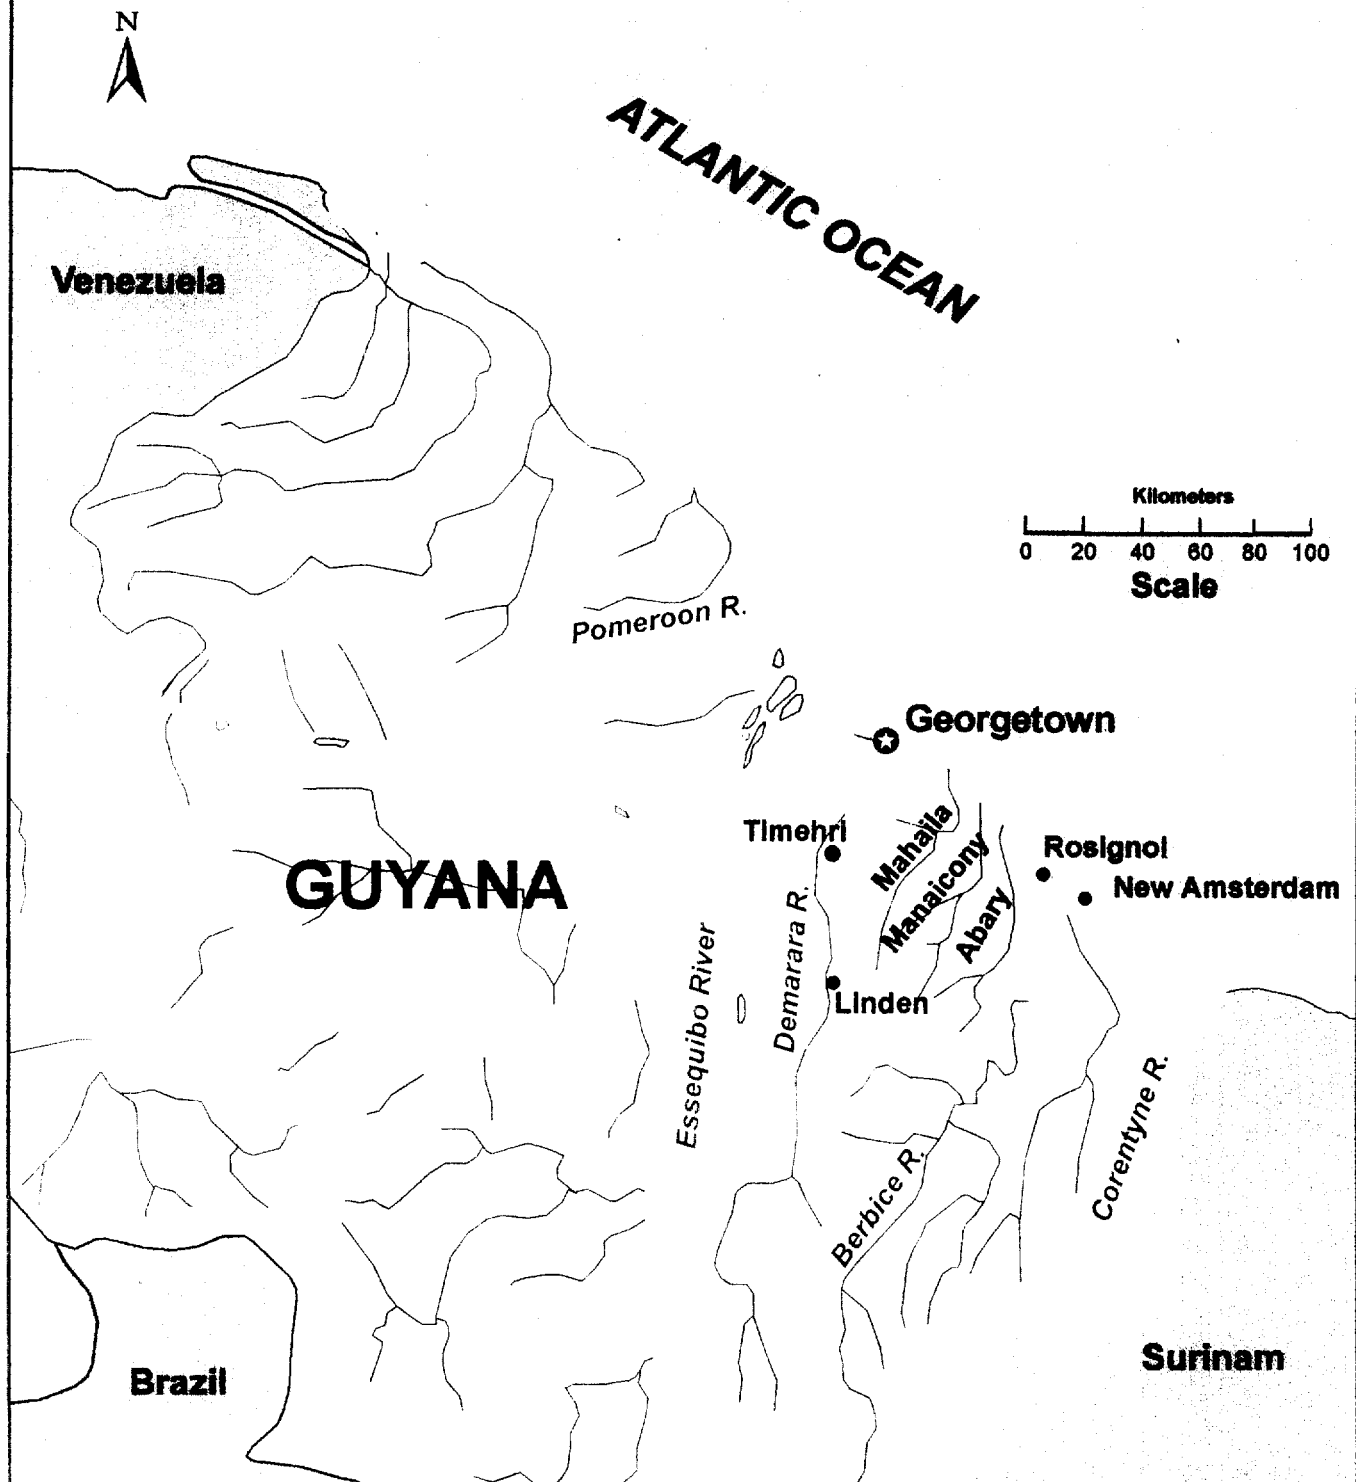 N
ATLANTIC OCEAN
Venezuela
Kilometers
0 20 40 60 80 100
Scale
Pomeroon R.
Georgetown
Timehri
Mahaila
Manaicony
Abary
Rosignol
New Amsterdam
GUYANA
Essequibo River
Demarara R.
Linden
Berbice R.
Corentyne R.
Surinam
Brazil